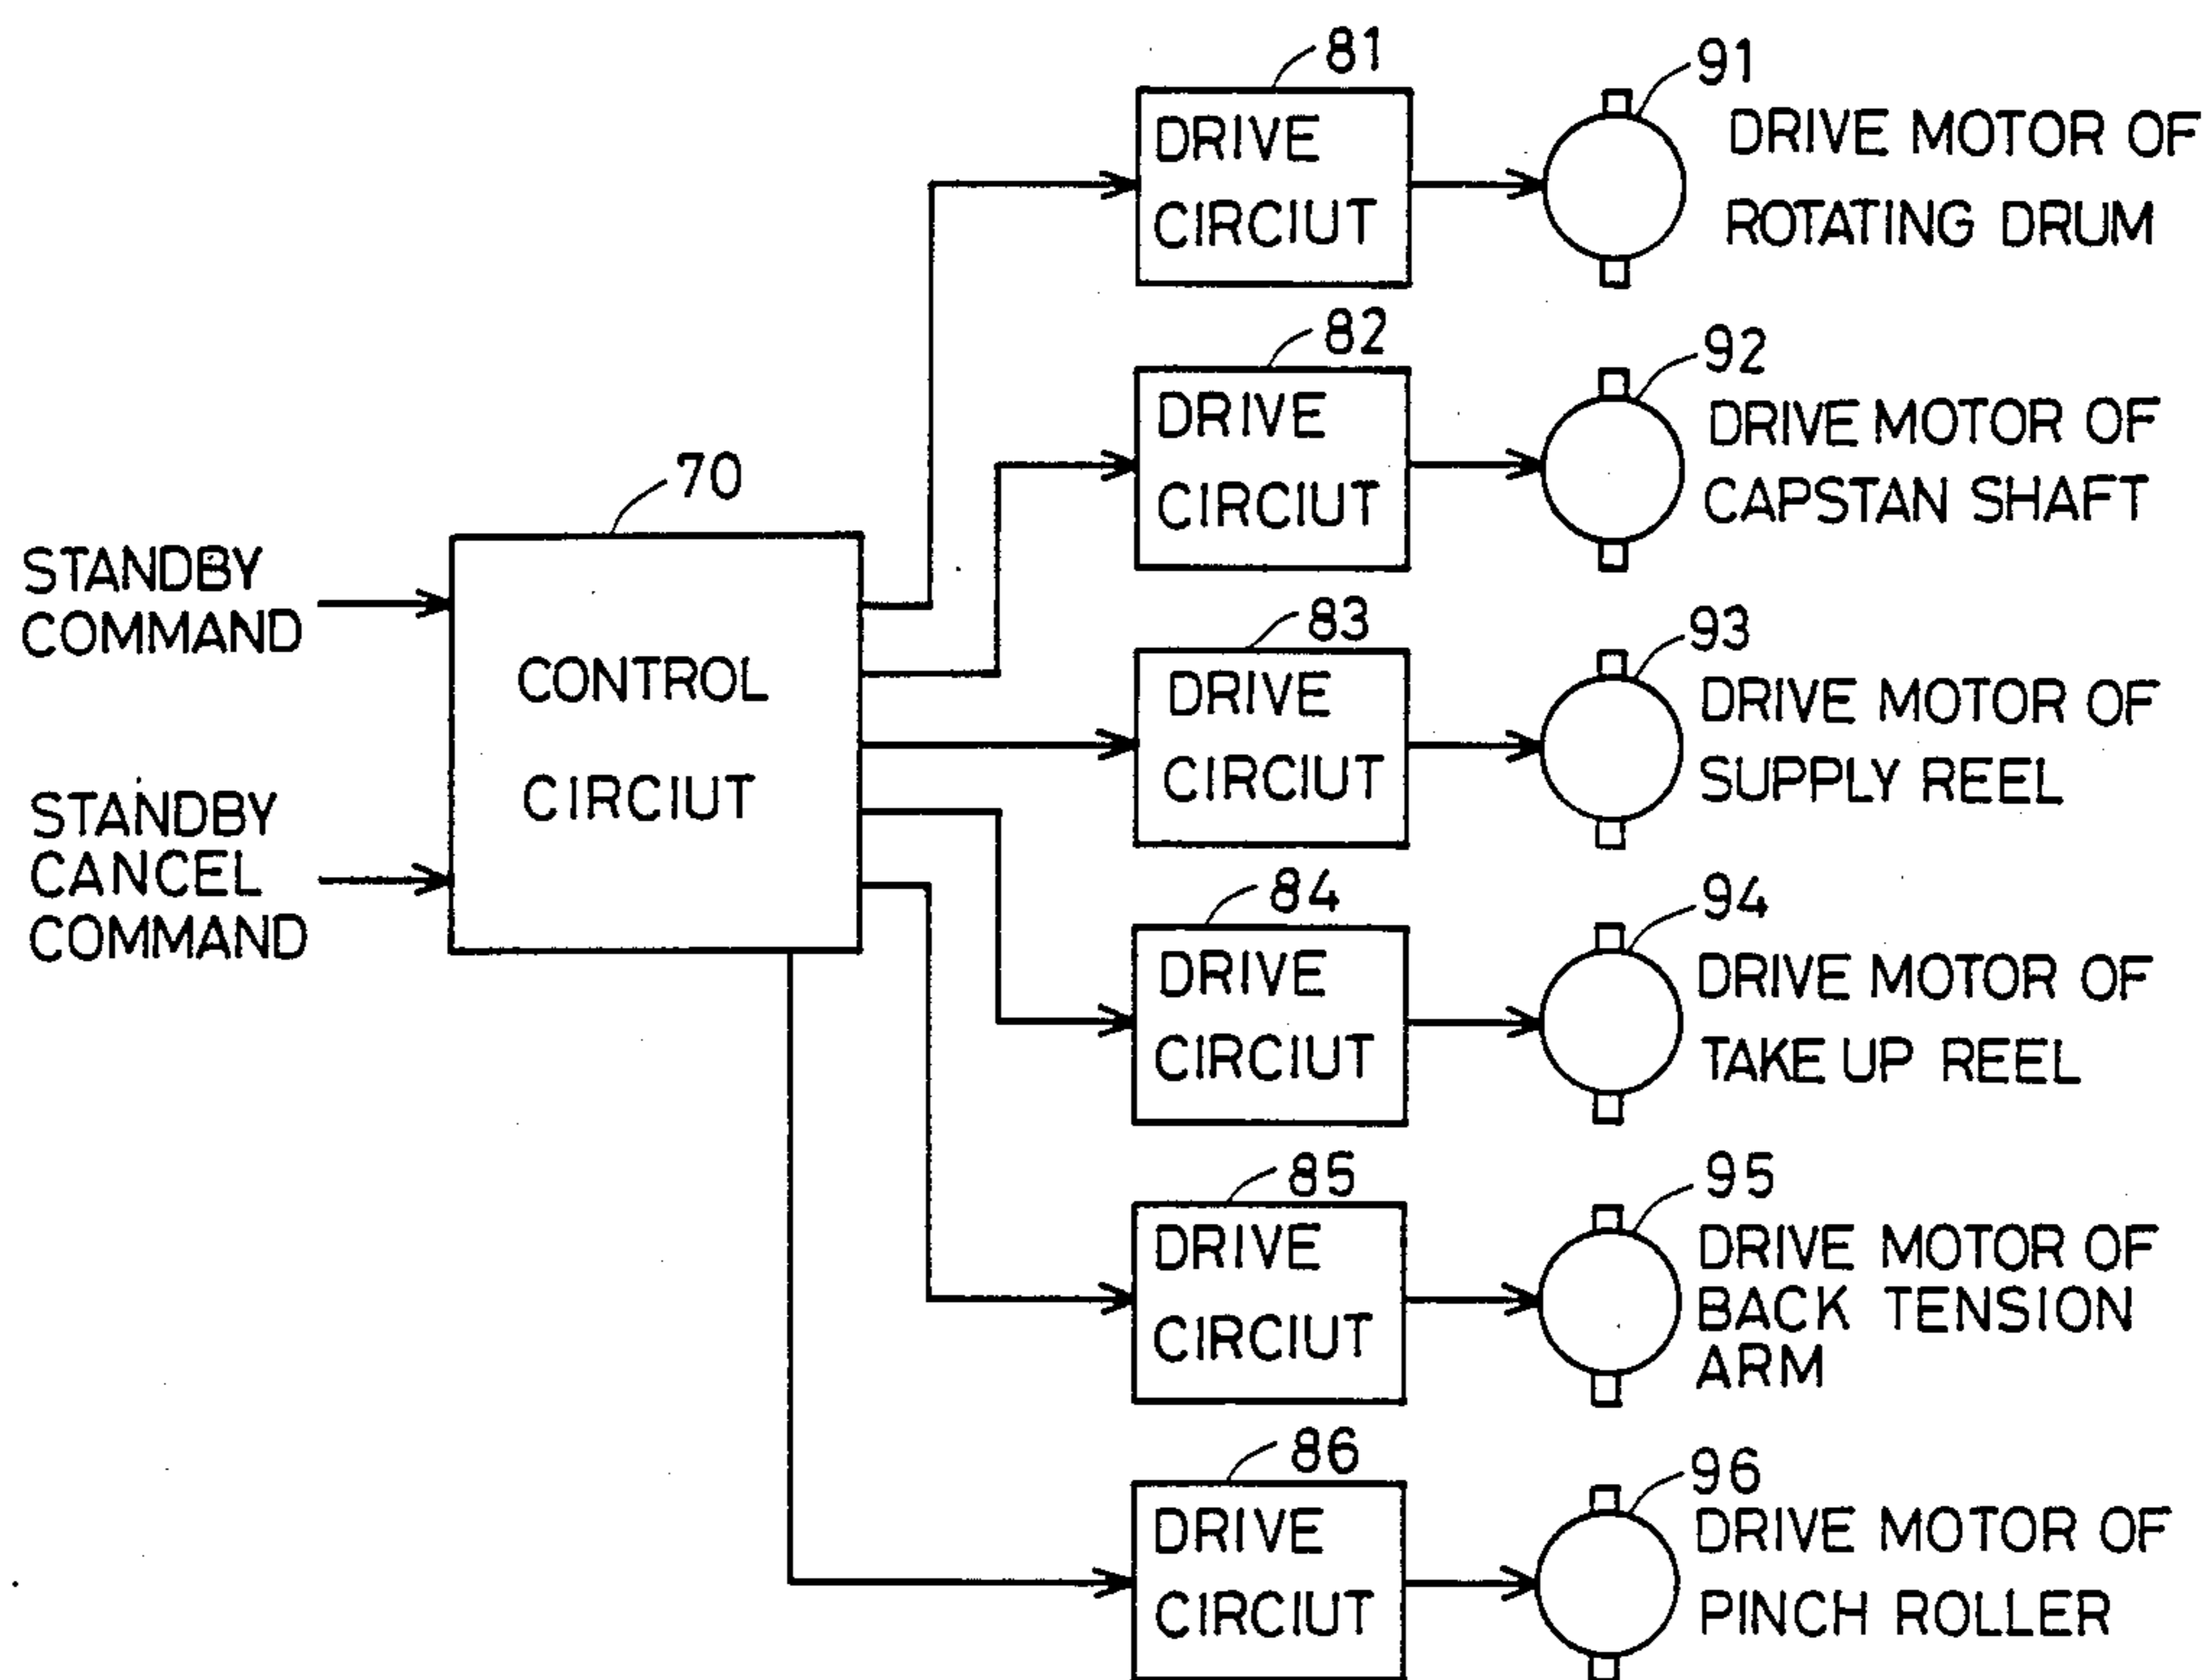 81
DRIVE
CIRCIUT
91
DRIVE MOTOR OF
ROTATING DRUM
82
DRIVE
CIRCIUT
92
DRIVE MOTOR OF
CAPSTAN SHAFT
70
STANDBY
COMMAND
CONTROL
CIRCIUT
STANDBY
CANCEL
COMMAND
83
DRIVE
CIRCIUT
93
DRIVE MOTOR OF
SUPPLY REEL
84
DRIVE
CIRCIUT
94
DRIVE MOTOR OF
TAKE UP REEL
85
DRIVE
CIRCIUT
95
DRIVE MOTOR OF
BACK TENSION
ARM
86
DRIVE
CIRCIUT
96
DRIVE MOTOR OF
PINCH ROLLER